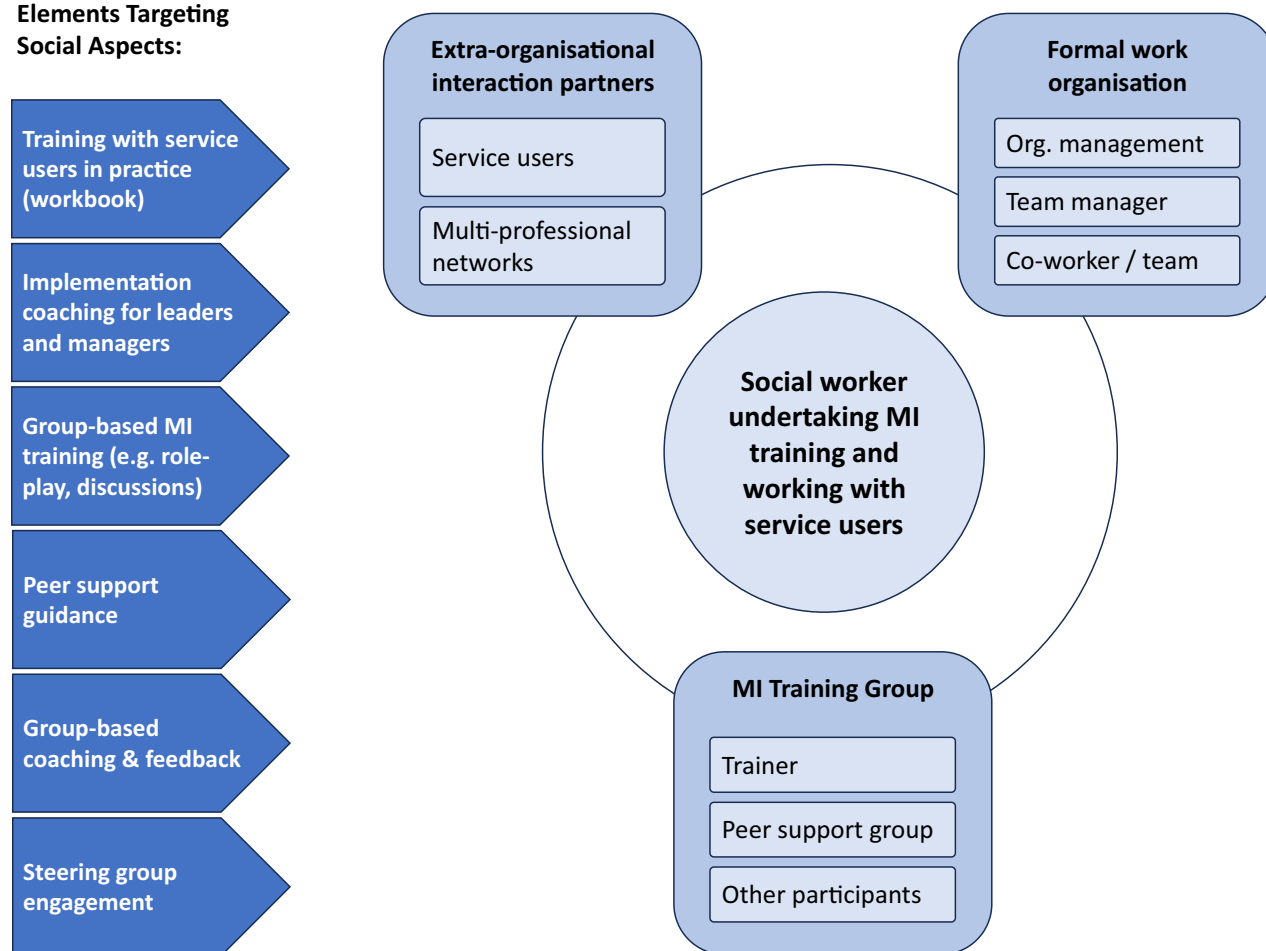 Elements Targeting
Social Aspects:
Training with service
users in practice
(workbook)
Implementation
coaching for leaders
and managers
Group-based MI
training (e.g. role-
play, discussions)
Peer support
guidance
Group-based
coaching & feedback
Steering group
engagement
Extra-organisational
interaction partners
Service users
Multi-professional
networks
Formal work
organisation
Org. management
Team manager
Co-worker / team
Social worker
undertaking MI
training and
working with
service users
MI Training Group
Trainer
Peer support group
Other participants